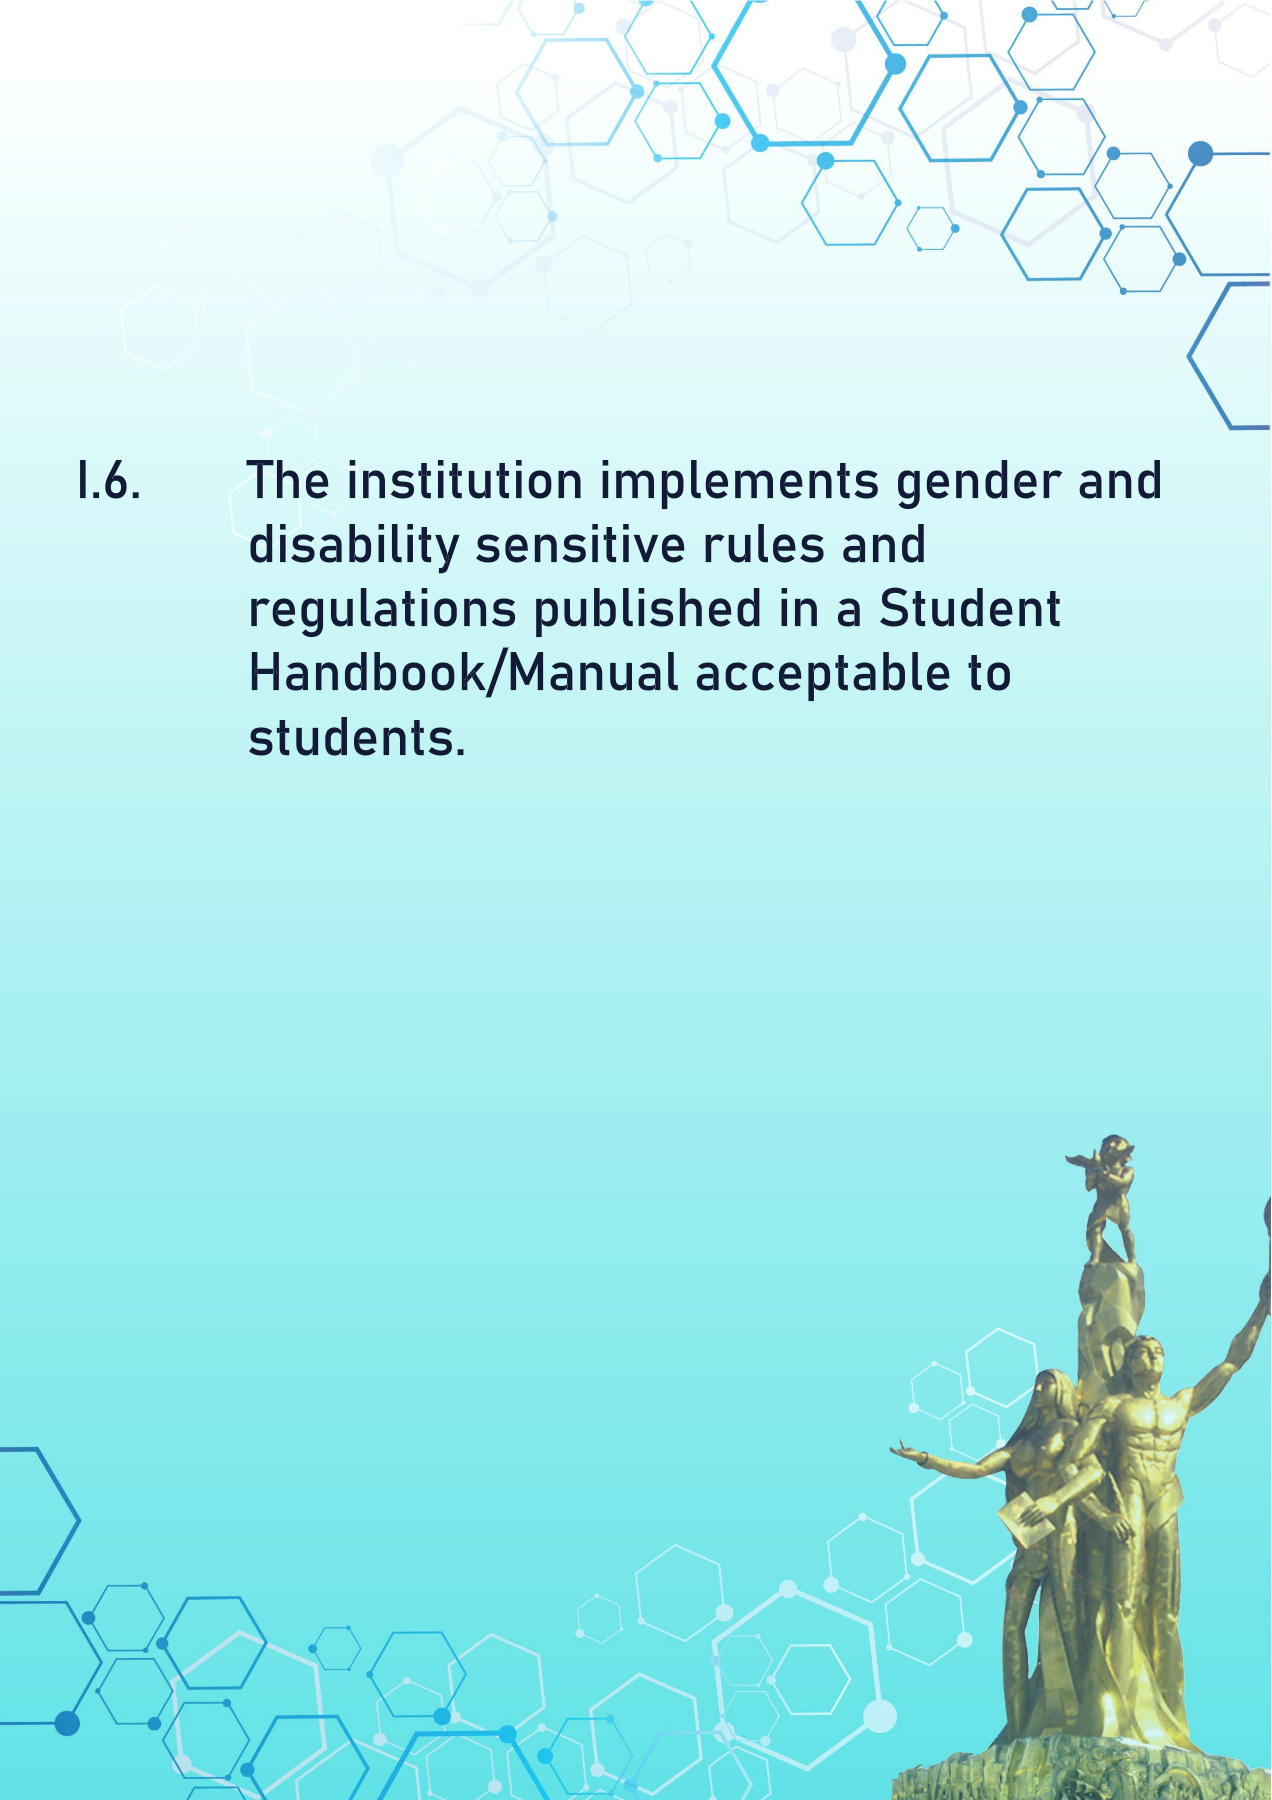 I.6. The institution implements gender and
disability sensitive rules and
regulations published in a Student
Handbook/Manual acceptable to
students.